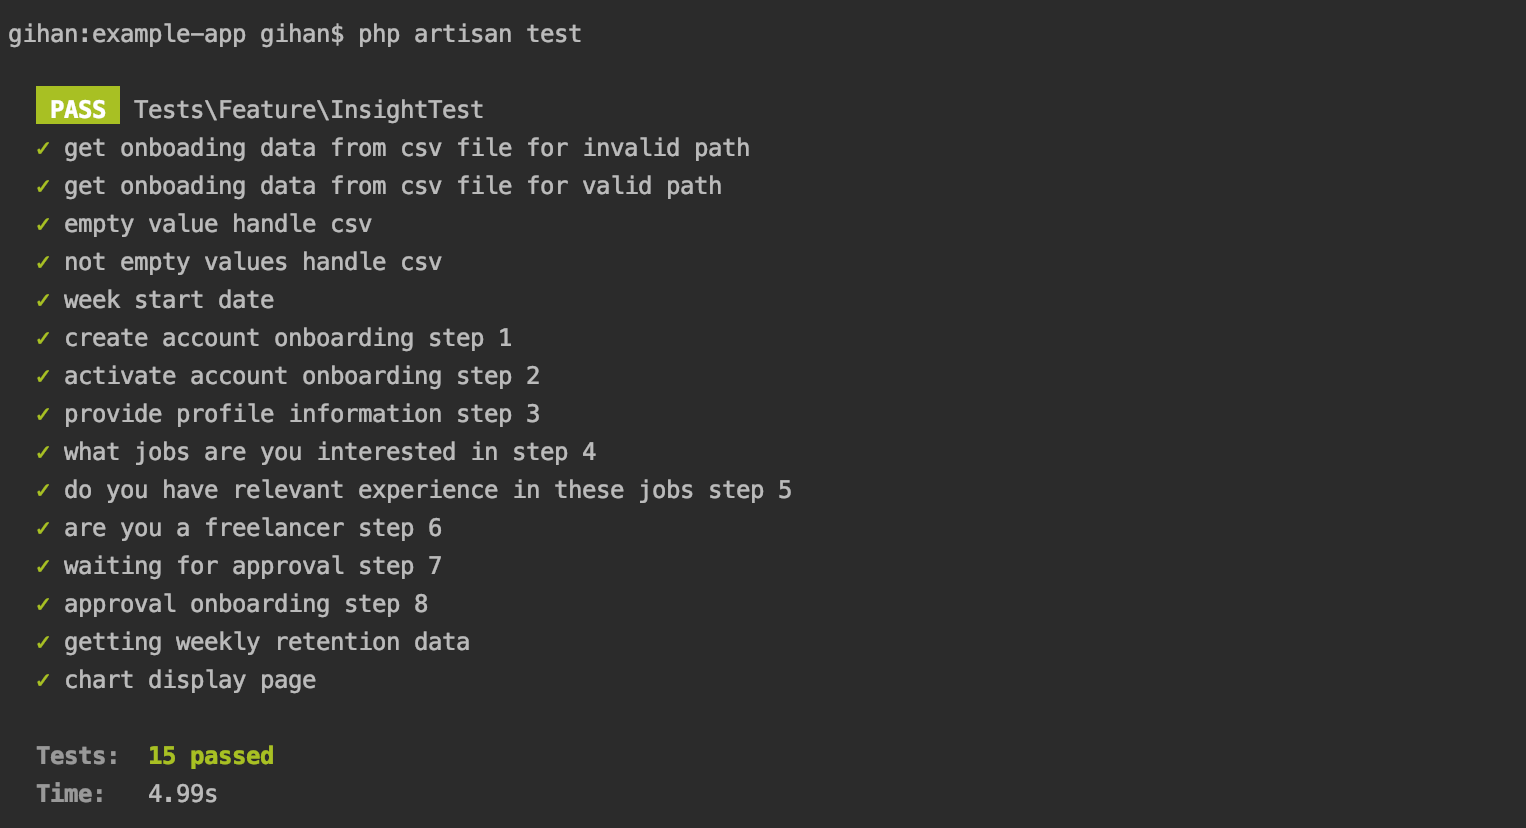 gihan:example-app gihan$ php artisan test
PASS Tests\Feature\InsightTest
✓ get onboading data from csv file for invalid path
✓ get onboading data from csv file for valid path
✓ empty value handle csv
✓ not empty values handle csv
✓ week start date
✓ create account onboarding step 1
✓ activate account onboarding step 2
✓ provide profile information step 3
✓ what jobs are you interested in step 4
✓ do you have relevant experience in these jobs step 5
✓ are you a freelancer step 6
✓ waiting for approval step 7
✓ approval onboarding step 8
✓ getting weekly retention data
✓ chart display page
Tests: 15 passed
Time: 4.99s